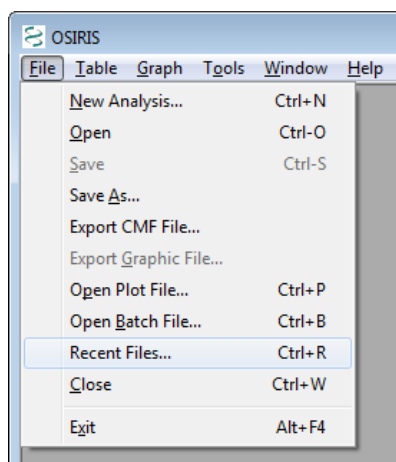 OSIRIS
File Table Graph Tools Window Help
New Analysis... Ctrl+N
Open Ctrl-O
Save Ctrl-S
Save As...
Export CMF File...
Export Graphic File...
Open Plot File... Ctrl+P
Open Batch File... Ctrl+B
Recent Files... Ctrl+R
Close Ctrl+W
Exit Alt+F4